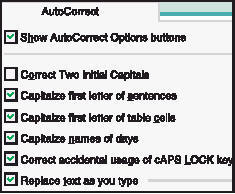 AutoCorrect
Show AutoCorrect Options buttons
Correct Two Initial Capitals
Capitalize first letter of sentences
Capitalize first letter of table cells
Capitalize names of days
Correct accidental usage of cAPS LOCK key
Replace text as you type